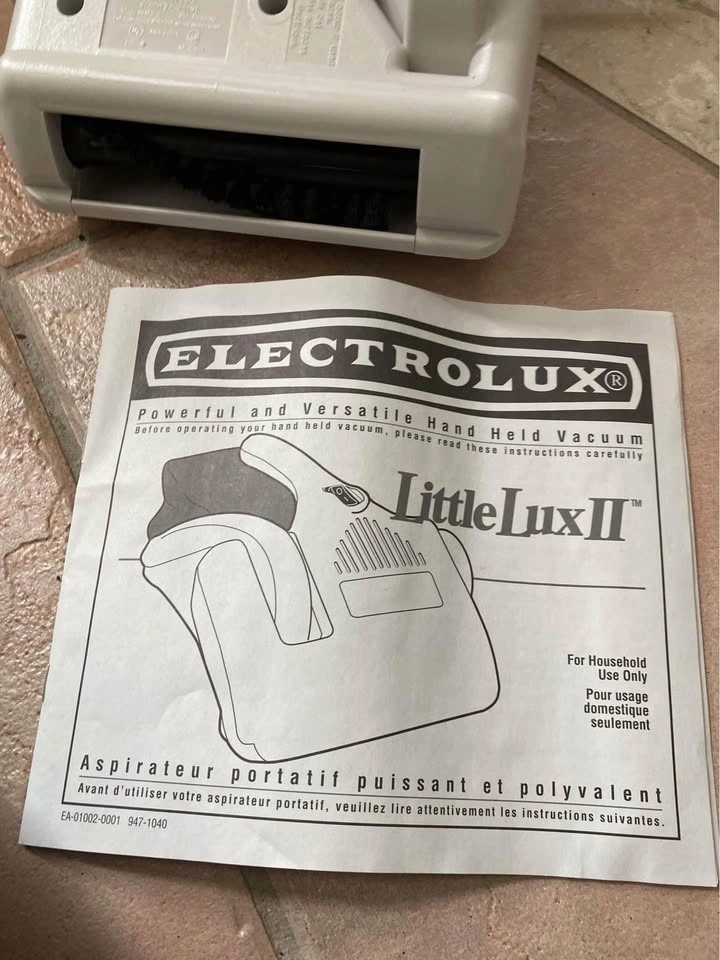 ELECTROLUX®
Powerful and Versatile Hand Held Vacuum
Before operating your hand held vacuum, please read these instructions carefully
LittleLux II™
For Household
Use Only
Pour usage
domestique
seulement
Aspirateur portatif puissant et polyvalent
Avant d'utiliser votre aspirateur portatif, veuillez lire attentivement les instructions suivantes.
EA-01002-0001 947-1040